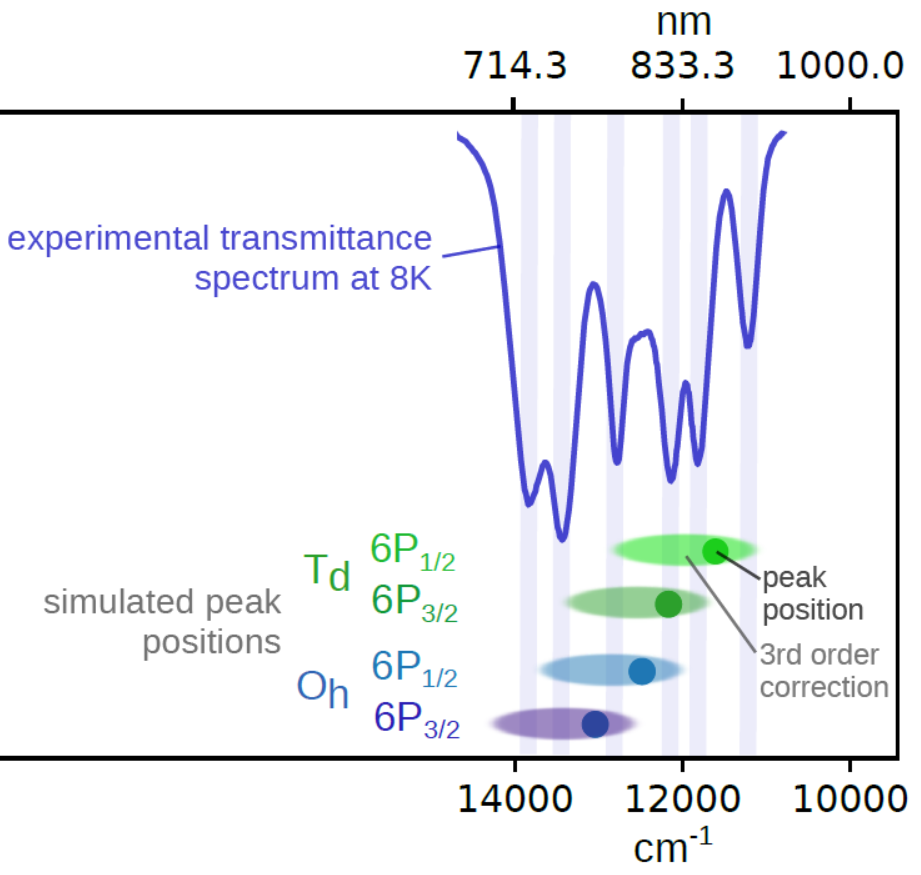 nm
714.3 833.3 1000.0
experimental transmittance
spectrum at 8K
Td 6P1/2
6P3/2
peak
position
simulated peak
positions
3rd order
correction
Oh 6P1/2
6P3/2
14000 12000 10000
cm-1